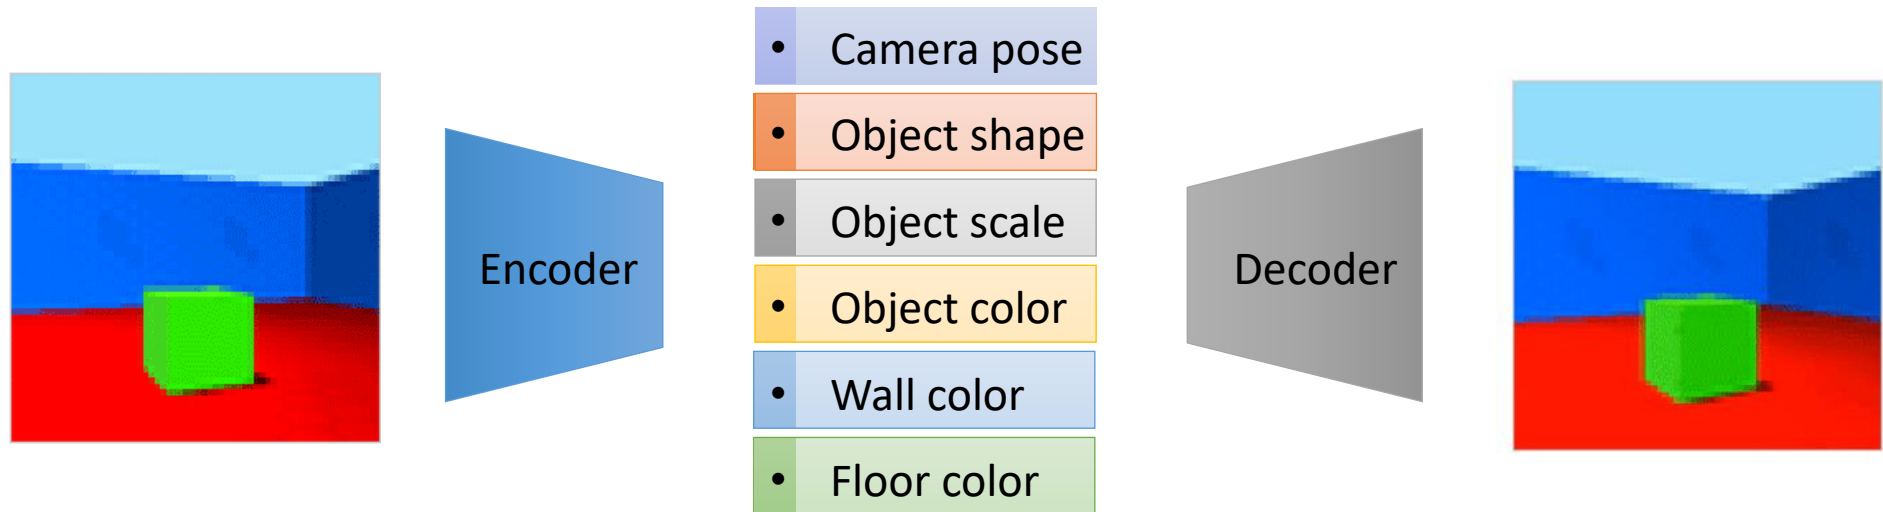 Encoder
• Camera pose
• Object shape
• Object scale
• Object color
• Wall color
• Floor color
Decoder